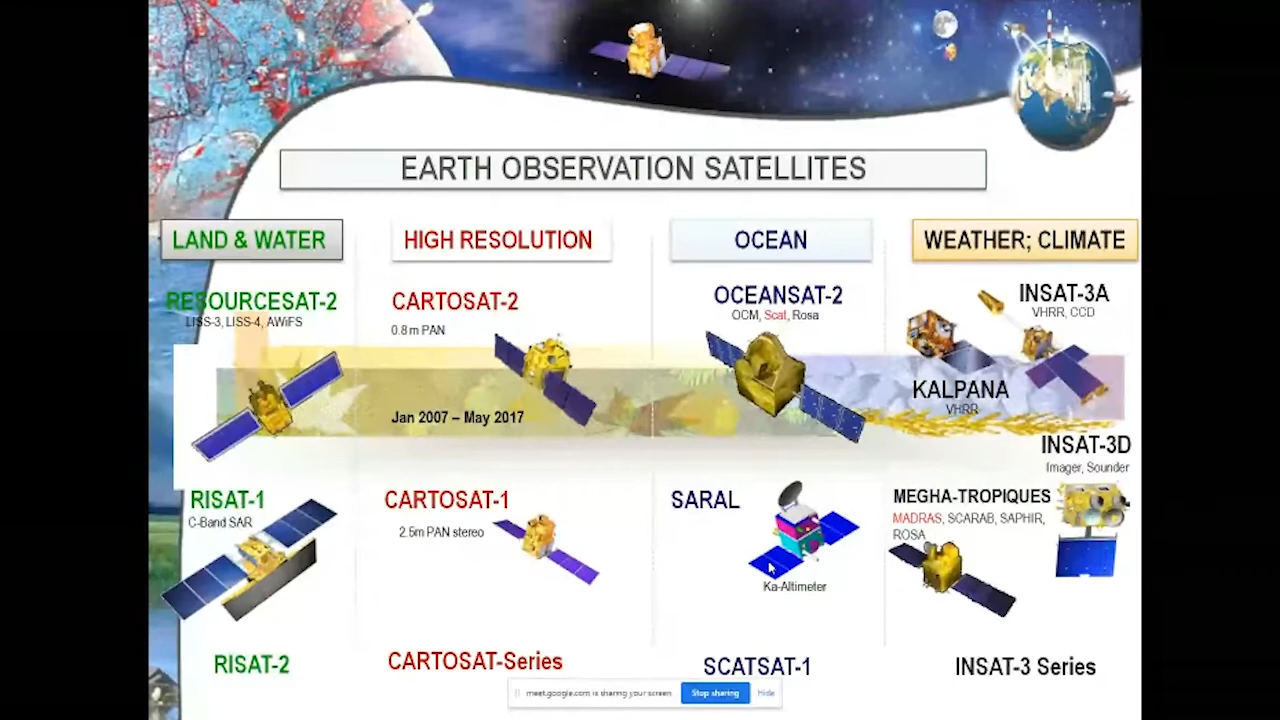 EARTH OBSERVATION SATELLITES
LAND & WATER
RESOURCESAT-2
LISS-3, LISS-4, AWiFS
RISAT-1
C-Band SAR
RISAT-2
HIGH RESOLUTION
CARTOSAT-2
0.8m PAN
Jan 2007 – May 2017
CARTOSAT-1
2.5m PAN stereo
CARTOSAT-Series
OCEAN
OCEANSAT-2
OCM, Scat, Rosa
SARAL
Ka-Altimeter
SCATSAT-1
WEATHER; CLIMATE
INSAT-3A
VHRR, CCD
KALPANA
VHRR
INSAT-3D
Imager, Sounder
MEGHA-TROPIQUES
MADRAS, SCARAB, SAPHIR,
ROSA
INSAT-3 Series
meet.google.com is sharing your screen Stop sharing Hide